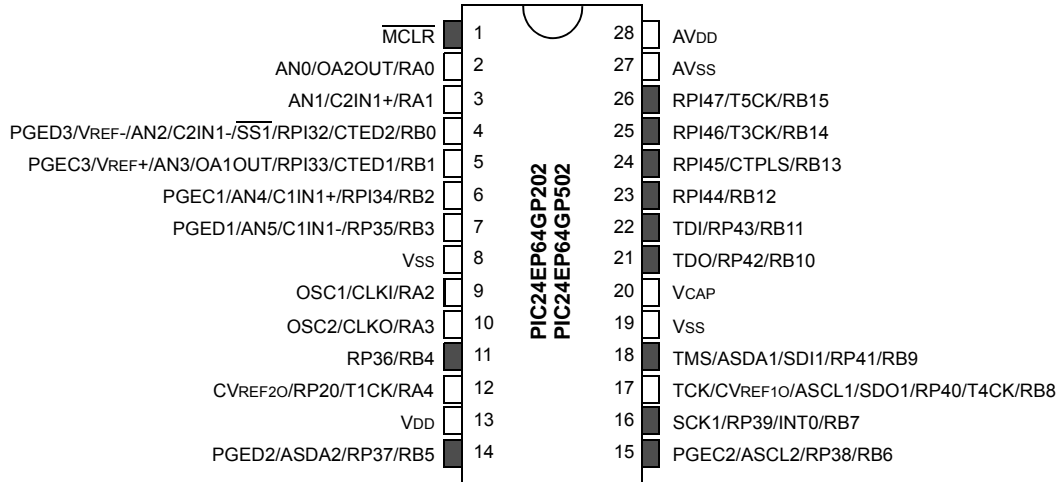 MCLR 1 28 AVDD
AN0/OA2OUT/RA0 2 27 AVSS
AN1/C2IN1+/RA1 3 26 RPI47/T5CK/RB15
PGED3/VREF-/AN2/C2IN1-/SS1/RPI32/CTED2/RB0 4 25 RPI46/T3CK/RB14
PGEC3/VREF+/AN3/OA1OUT/RPI33/CTED1/RB1 5 24 RPI45/CTPLS/RB13
PGEC1/AN4/C1IN1+/RPI34/RB2 6 23 RPI44/RB12
PGED1/AN5/C1IN1-/RP35/RB3 7 22 TDI/RP43/RB11
VSS 8 21 TDO/RP42/RB10
OSC1/CLKI/RA2 9 20 VCAP
OSC2/CLKO/RA3 10 19 VSS
RP36/RB4 11 18 TMS/ASDA1/SDI1/RP41/RB9
CVREF2O/RP20/T1CK/RA4 12 17 TCK/CVREF1O/ASCL1/SDO1/RP40/T4CK/RB8
VDD 13 16 SCK1/RP39/INT0/RB7
PGED2/ASDA2/RP37/RB5 14 15 PGEC2/ASCL2/RP38/RB6
PIC24EP64GP202
PIC24EP64GP502